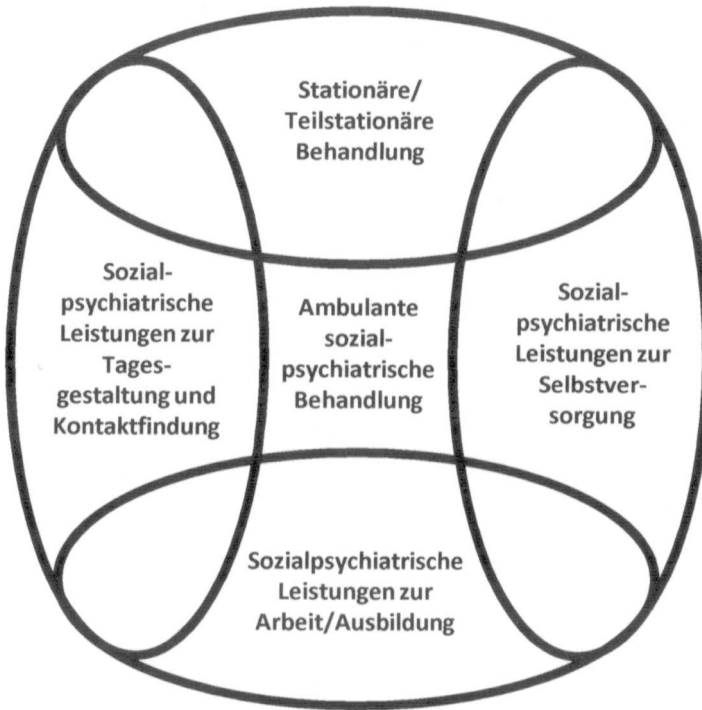 Stationäre/
Teilstationäre
Behandlung
Sozial-
psychiatrische
Leistungen zur
Tages-
gestaltung und
Kontaktfindung
Ambulante
sozial-
psychiatrische
Behandlung
Sozial-
psychiatrische
Leistungen zur
Selbstver-
sorgung
Sozialpsychiatrische
Leistungen zur
Arbeit/Ausbildung